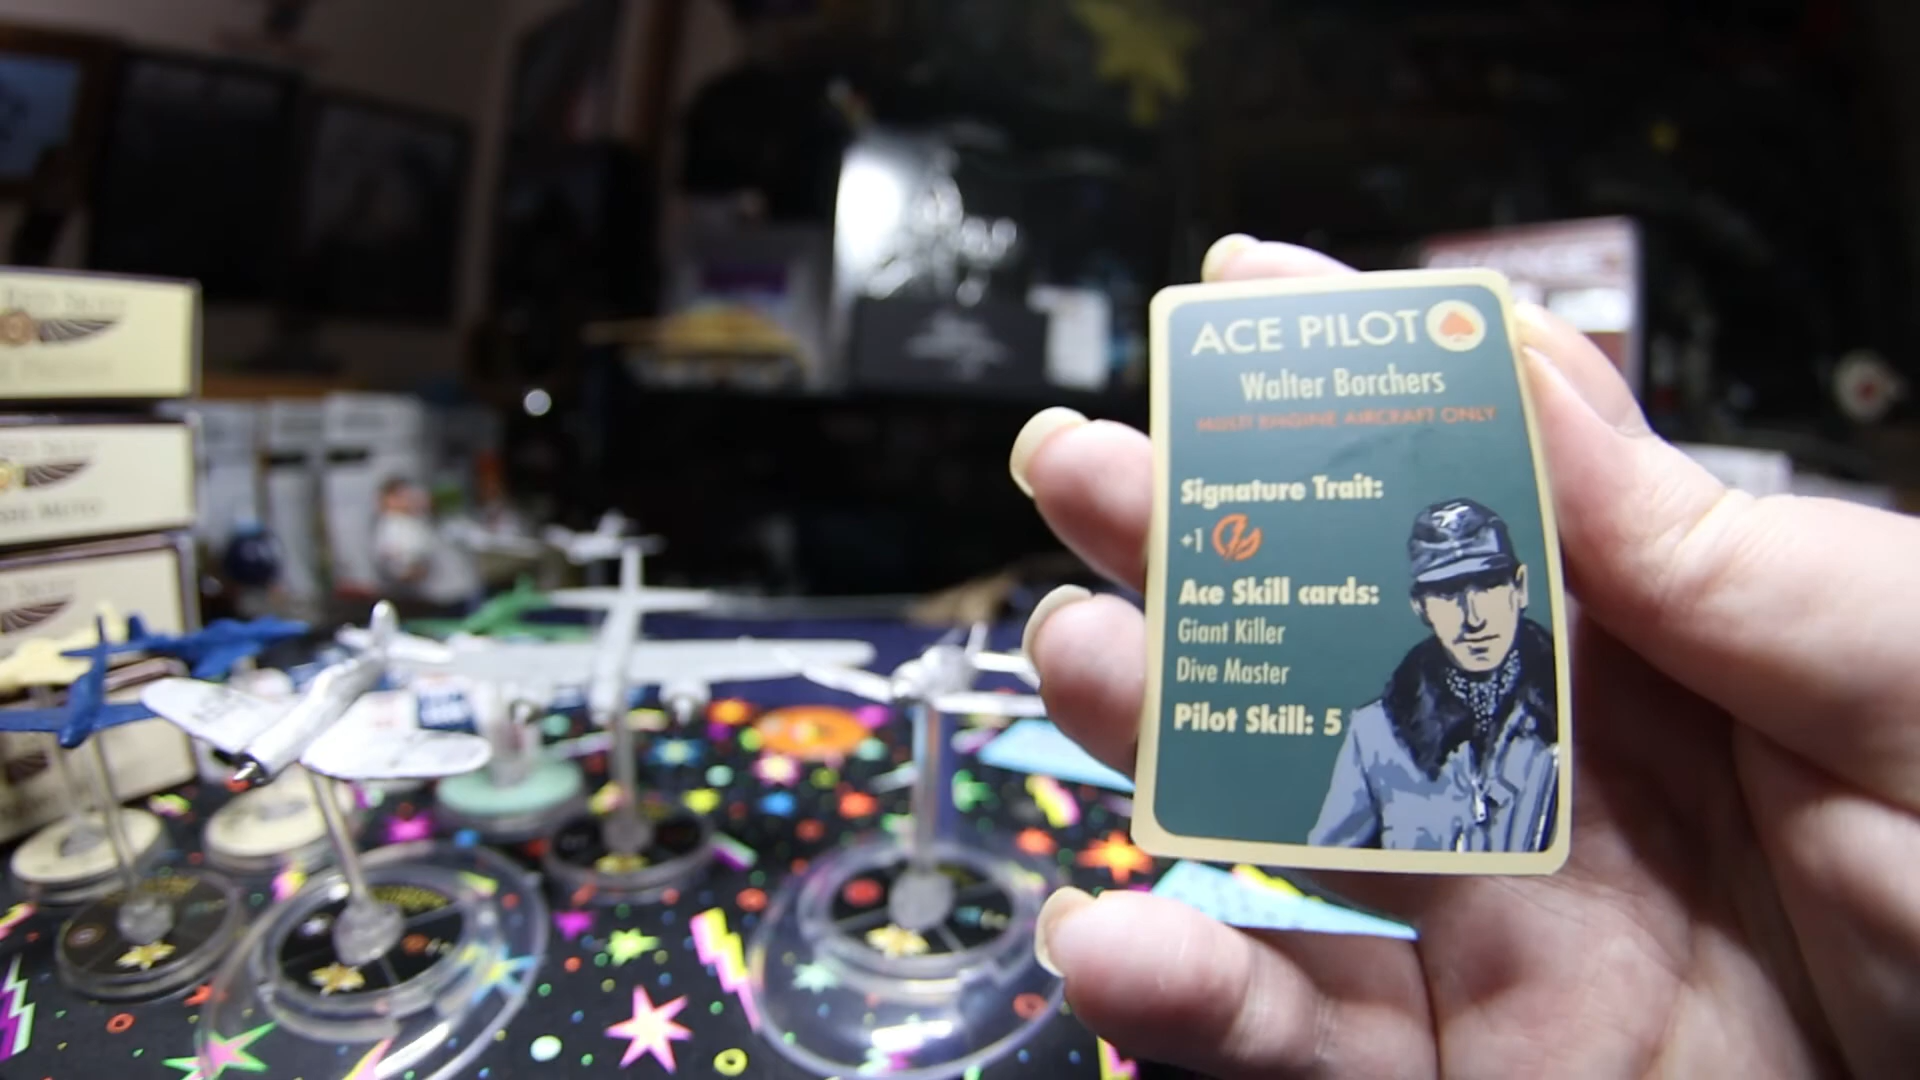 ACE PILOT
Walter Borchers
MULTI ENGINE AIRCRAFT ONLY
Signature Trait:
+1
Ace Skill cards:
Giant Killer
Dive Master
Pilot Skill: 5